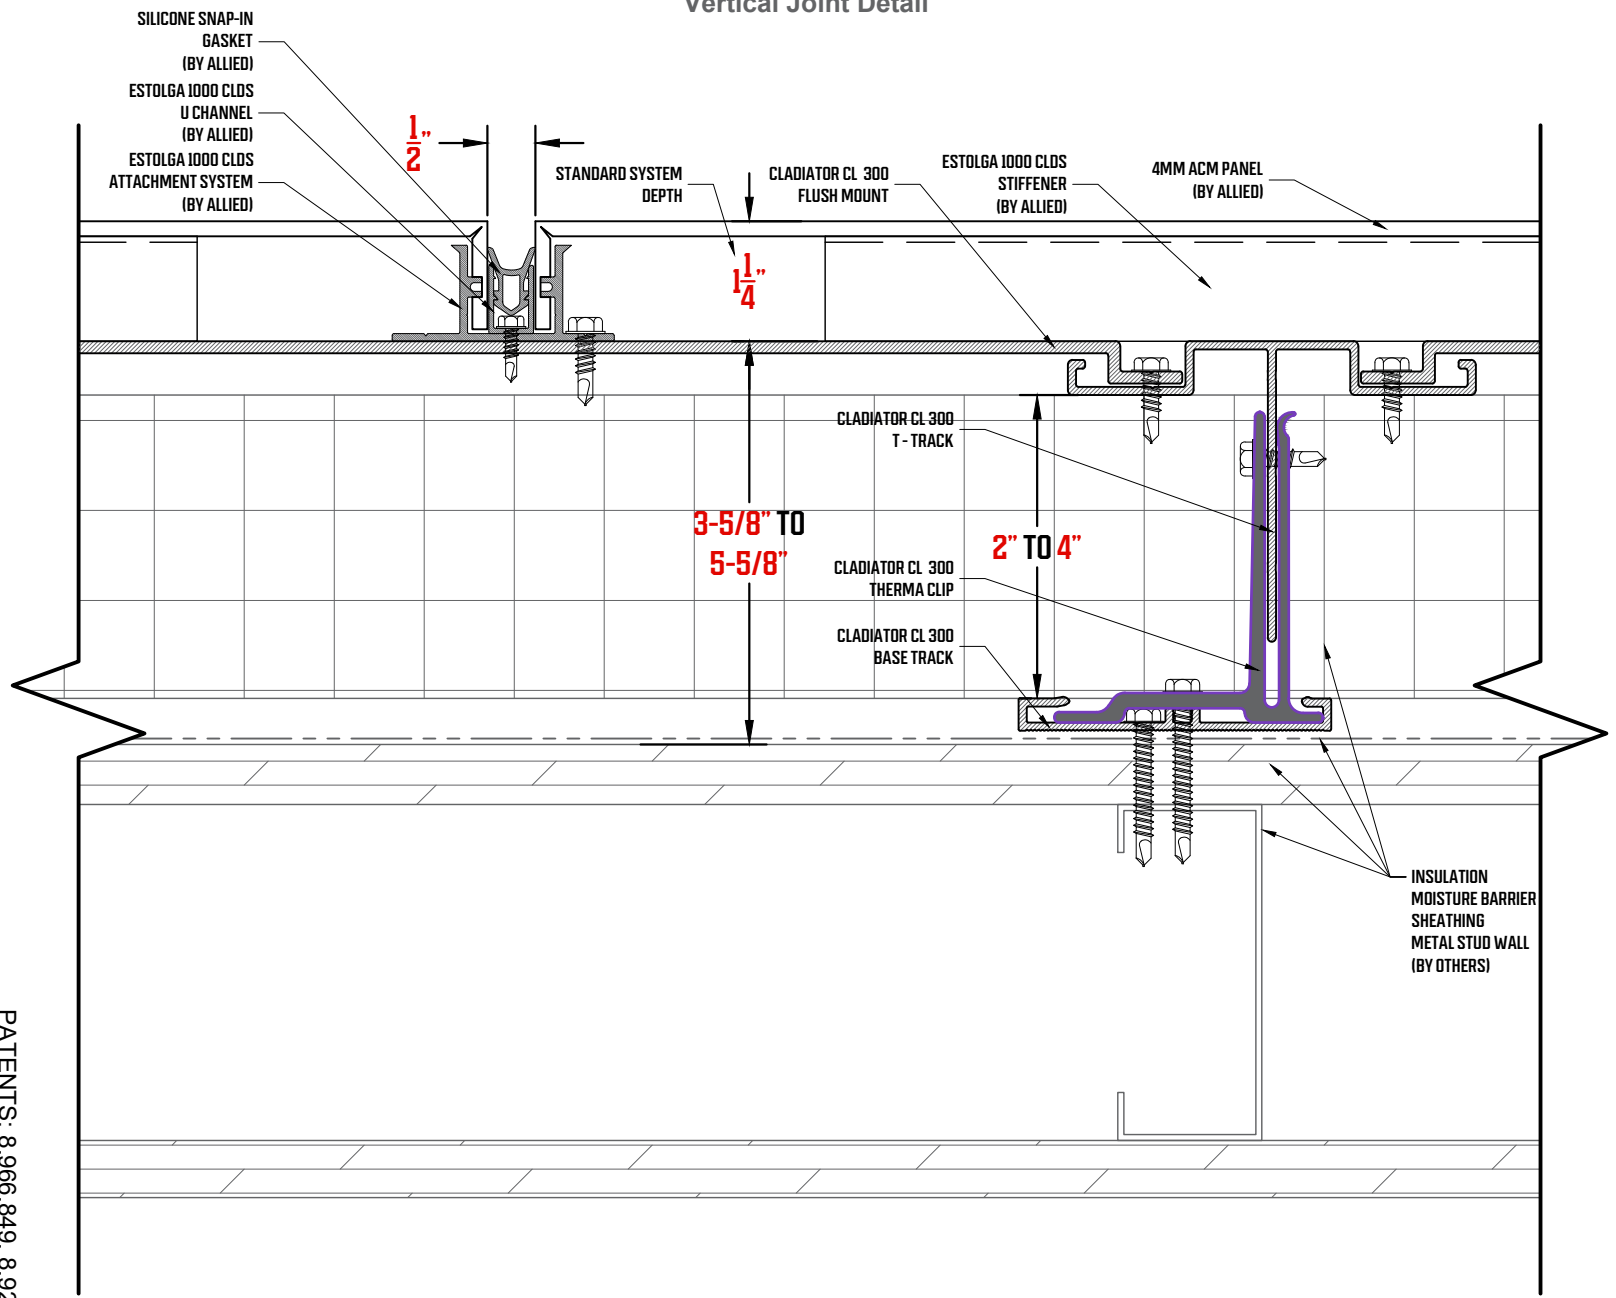 Vertical Joint Detail
SILICONE SNAP-IN
GASKET
(BY ALLIED)
ESTOLGA 1000 CLDS
U CHANNEL
(BY ALLIED)
ESTOLGA 1000 CLDS
ATTACHMENT SYSTEM
(BY ALLIED)
1/2”
STANDARD SYSTEM
DEPTH
1 1/4”
CLADIATOR CL 300
FLUSH MOUNT
ESTOLGA 1000 CLDS
STIFFENER
(BY ALLIED)
4MM ACM PANEL
(BY ALLIED)
CLADIATOR CL 300
T - TRACK
3-5/8” TO
5-5/8”
2” TO 4”
CLADIATOR CL 300
THERMA CLIP
CLADIATOR CL 300
BASE TRACK
INSULATION
MOISTURE BARRIER
SHEATHING
METAL STUD WALL
(BY OTHERS)
PATENTS: 8,966,849, 8,92